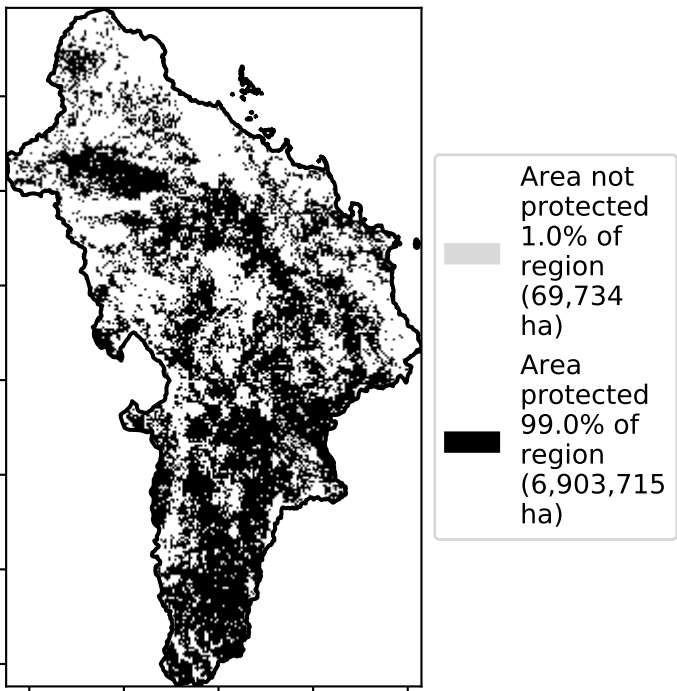 Area not
protected
1.0% of
region
(69,734
ha)
Area
protected
99.0% of
region
(6,903,715
ha)